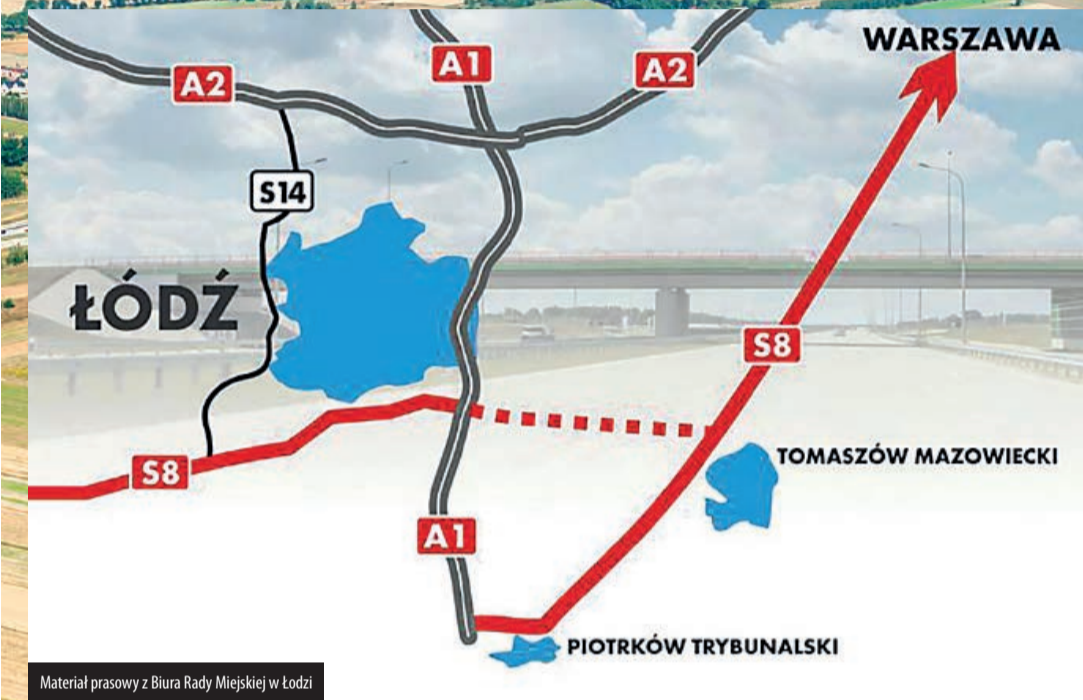 WARSZAWA
A1
A2
A2
S14
ŁÓDŹ
S8
TOMASZÓW MAZOWIECKI
S8
A1
PIOTRKÓW TRYBUNALSKI
Materiał prasowy z Biura Rady Miejskiej w Łodzi